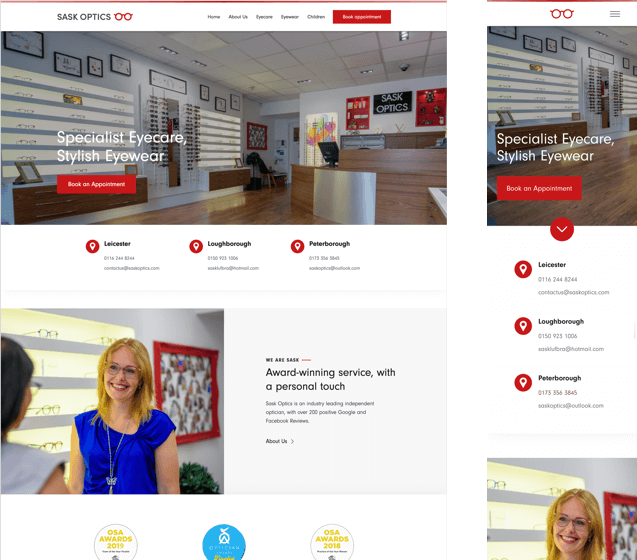 SASK OPTICS
Home About Us Eyecare Eyewear Children Book appointment
SASK
OPTICS
Specialist Eyecare,
Stylish Eyewear
Book an Appointment
Leicester
0116 244 8244
contactus@saskoptics.com
Loughborough
0150 923 1006
sasklufbra@hotmail.com
Peterborough
0173 356 3845
saskoptics@outlook.com
WE ARE SASK
Award-winning service, with
a personal touch
Sask Optics is an industry leading independent
optician, with over 200 positive Google and
Facebook Reviews.
About Us
OSA
AWARDS
2019
OPTICIAN
OSA
AWARDS
2018
Specialist Eyecare,
Stylish Eyewear
Book an Appointment
Leicester
0116 244 8244
contactus@saskoptics.com
Loughborough
0150 923 1006
sasklufbra@hotmail.com
Peterborough
0173 356 3845
saskoptics@outlook.com